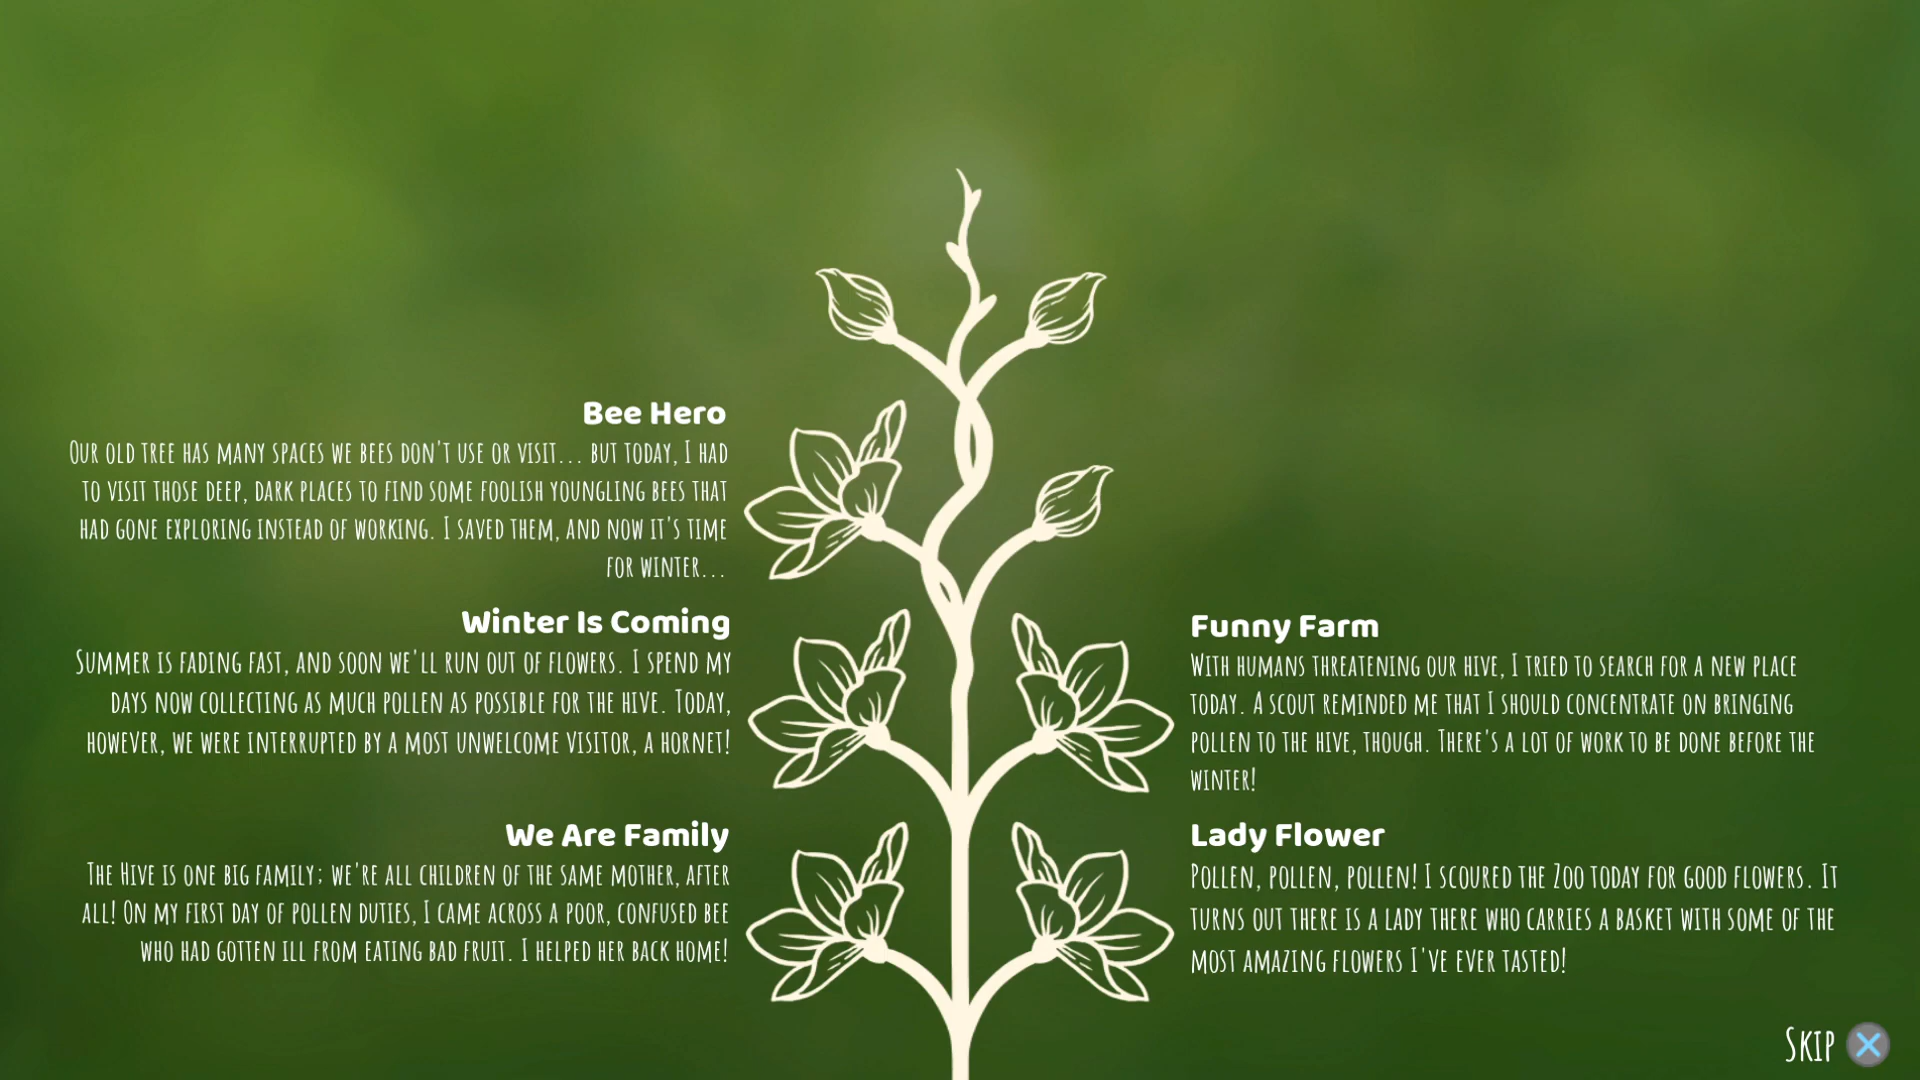 Bee Hero
Our old tree has many spaces we bees don't use or visit... but today, I had
to visit those deep, dark places to find some foolish youngling bees that
had gone exploring instead of working. I saved them, and now it's time
for winter...
Winter Is Coming
Summer is fading fast, and soon we'll run out of flowers. I spend my
days now collecting as much pollen as possible for the hive. Today,
however, we were interrupted by a most unwelcome visitor, a hornet!
Funny Farm
With humans threatening our hive, I tried to search for a new place
today. A scout reminded me that I should concentrate on bringing
pollen to the hive, though. There's a lot of work to be done before the
winter!
We Are Family
The Hive is one big family; we're all children of the same mother, after
all! On my first day of pollen duties, I came across a poor, confused bee
who had gotten ill from eating bad fruit. I helped her back home!
Lady Flower
Pollen, pollen, pollen! I scoured the Zoo today for good flowers. It
turns out there is a lady there who carries a basket with some of the
most amazing flowers I've ever tasted!
Skip